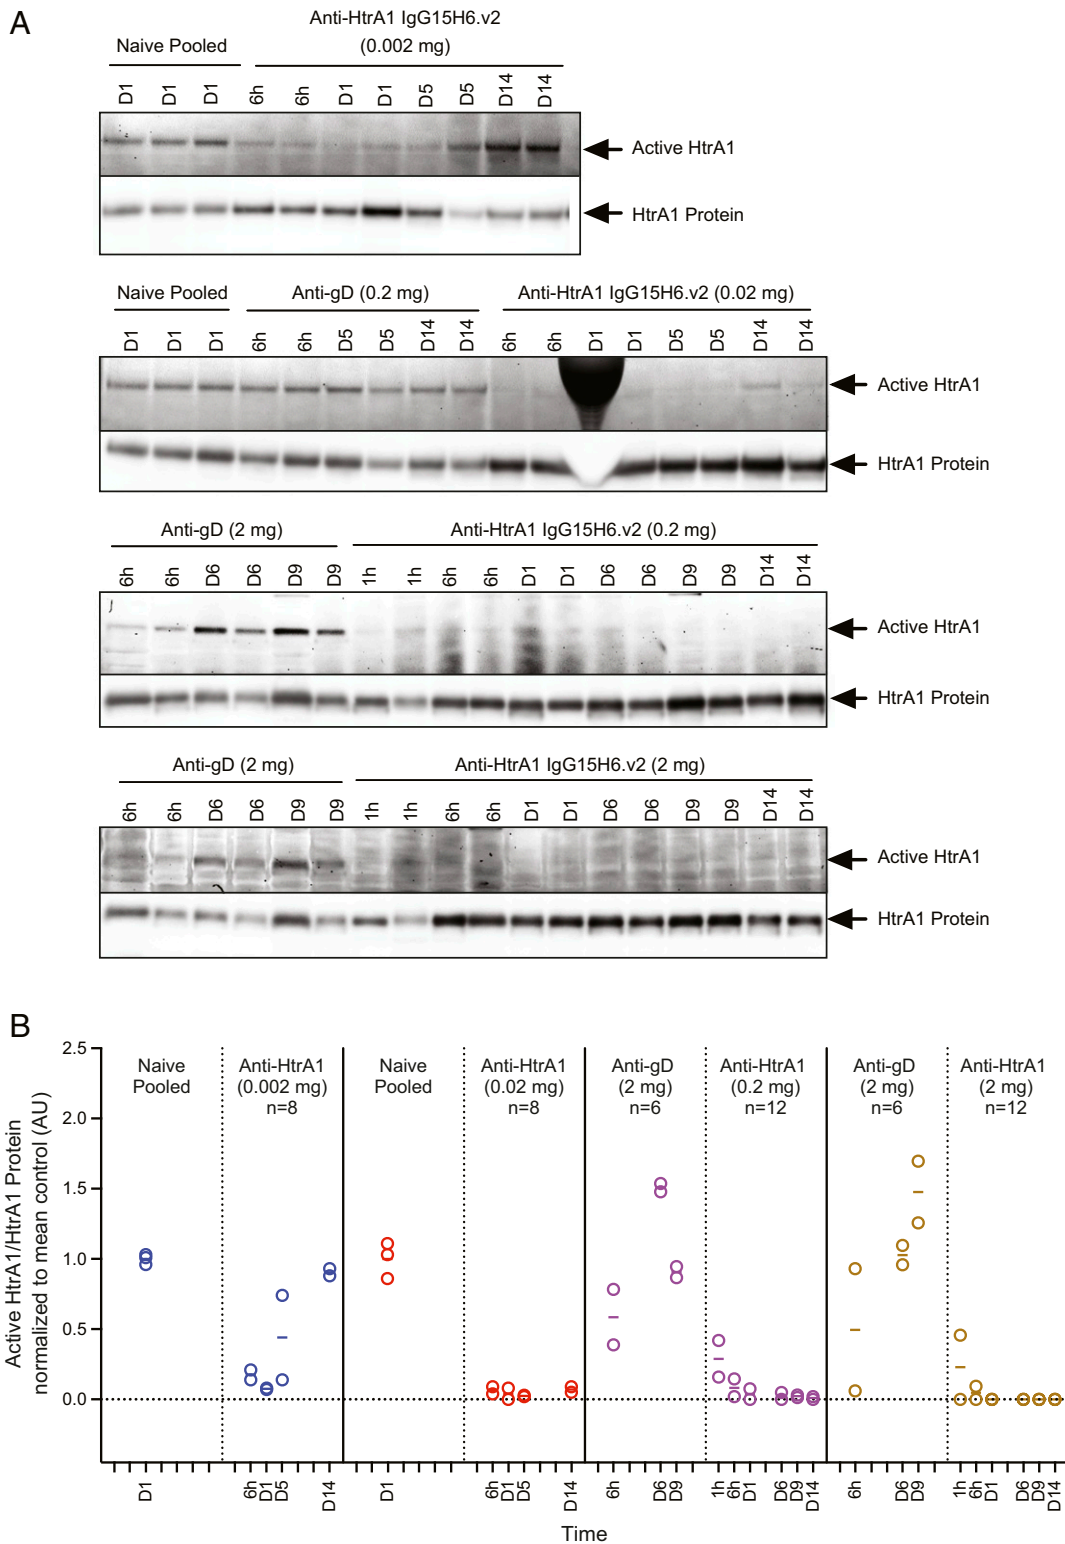 A
Anti-HtrA1 IgG15H6.v2
Naive Pooled (0.002 mg)
D1 D1 D1 6h 6h D1 D1 D5 D5 D14 D14
Active HtrA1
HtrA1 Protein
Naive Pooled Anti-gD (0.2 mg) Anti-HtrA1 IgG15H6.v2 (0.02 mg)
D1 D1 D1 6h 6h D5 D5 D14 D14 6h 6h D1 D1 D5 D5 D14 D14
Active HtrA1
HtrA1 Protein
Anti-gD (2 mg) Anti-HtrA1 IgG15H6.v2 (0.2 mg)
6h 6h D6 D6 D9 D9 1h 1h 6h 6h D1 D1 D6 D6 D9 D9 D14 D14
Active HtrA1
HtrA1 Protein
Anti-gD (2 mg) Anti-HtrA1 IgG15H6.v2 (2 mg)
6h 6h D6 D6 D9 D9 1h 1h 6h 6h D1 D1 D6 D6 D9 D9 D14 D14
Active HtrA1
HtrA1 Protein
B
Active HtrA1/HtrA1 Protein
normalized to mean control (AU)
2.5
2.0
1.5
1.0
0.5
0.0
Naive
Pooled
Anti-HtrA1
(0.002 mg)
n=8
Naive
Pooled
Anti-HtrA1
(0.02 mg)
n=8
Anti-gD
(2 mg)
n=6
Anti-HtrA1
(0.2 mg)
n=12
Anti-gD
(2 mg)
n=6
Anti-HtrA1
(2 mg)
n=12
D1 6h D1 D5 D14 D1 6h D1 D5 D14 6h D6 D9 1h 6h D1 D6 D9 D14 6h D6 D9 1h 6h D1 D6 D9 D14
Time